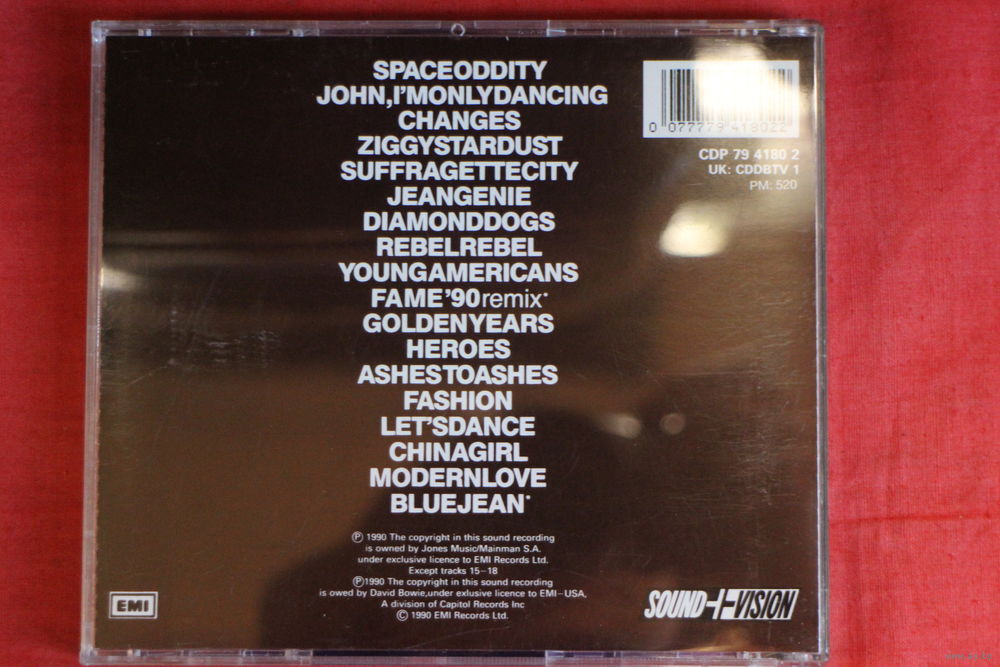 SPACEODDITY
JOHN,I'MONLYDANCING
CHANGES
ZIGGYSTARDUST
SUFFRAGETTECITY
JEANGENIE
DIAMONDDOGS
REBELREBEL
YOUNGAMERICANS
FAME'90remix*
GOLDENYEARS
HEROES
ASHESTOASHES
FASHION
LET'SDANCE
CHINAGIRL
MODERNLOVE
BLUEJEAN*
0 077779 418022
CDP 79 4180 2
UK: CDDBTV 1
PM: 520
℗ 1990 The copyright in this sound recording
is owned by Jones Music/Mainman S.A.
under exclusive licence to EMI Records Ltd.
Except tracks 15–18
℗1990 The copyright in this sound recording
is owed by David Bowie,under exlusive licence to EMI–USA,
A division of Capitol Records Inc
© 1990 EMI Records Ltd.
EMI
SOUND+VISION